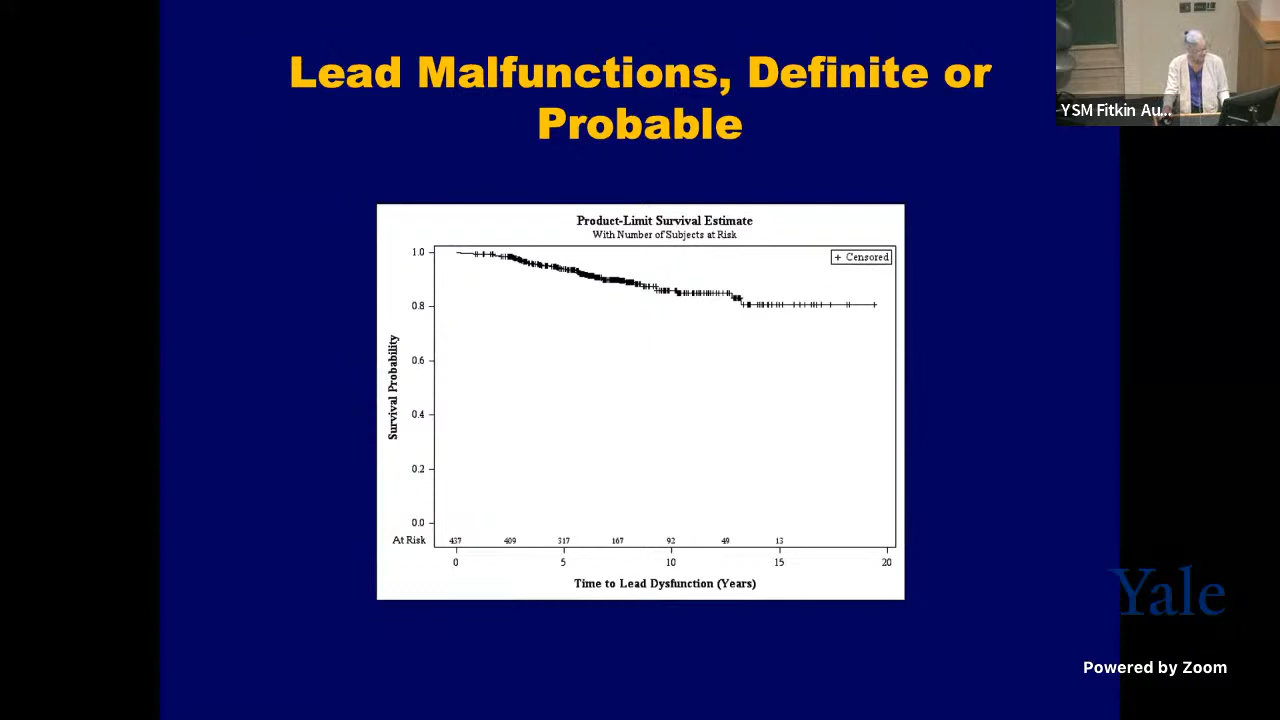 Lead Malfunctions, Definite or
Probable
YSM Fitkin Au...
Product-Limit Survival Estimate
With Number of Subjects at Risk
+ Censored
1.0
0.8
0.6
0.4
0.2
0.0
Survival Probability
At Risk 437 409 317 167 92 49 13
0 5 10 15 20
Time to Lead Dysfunction (Years)
Yale
Powered by Zoom